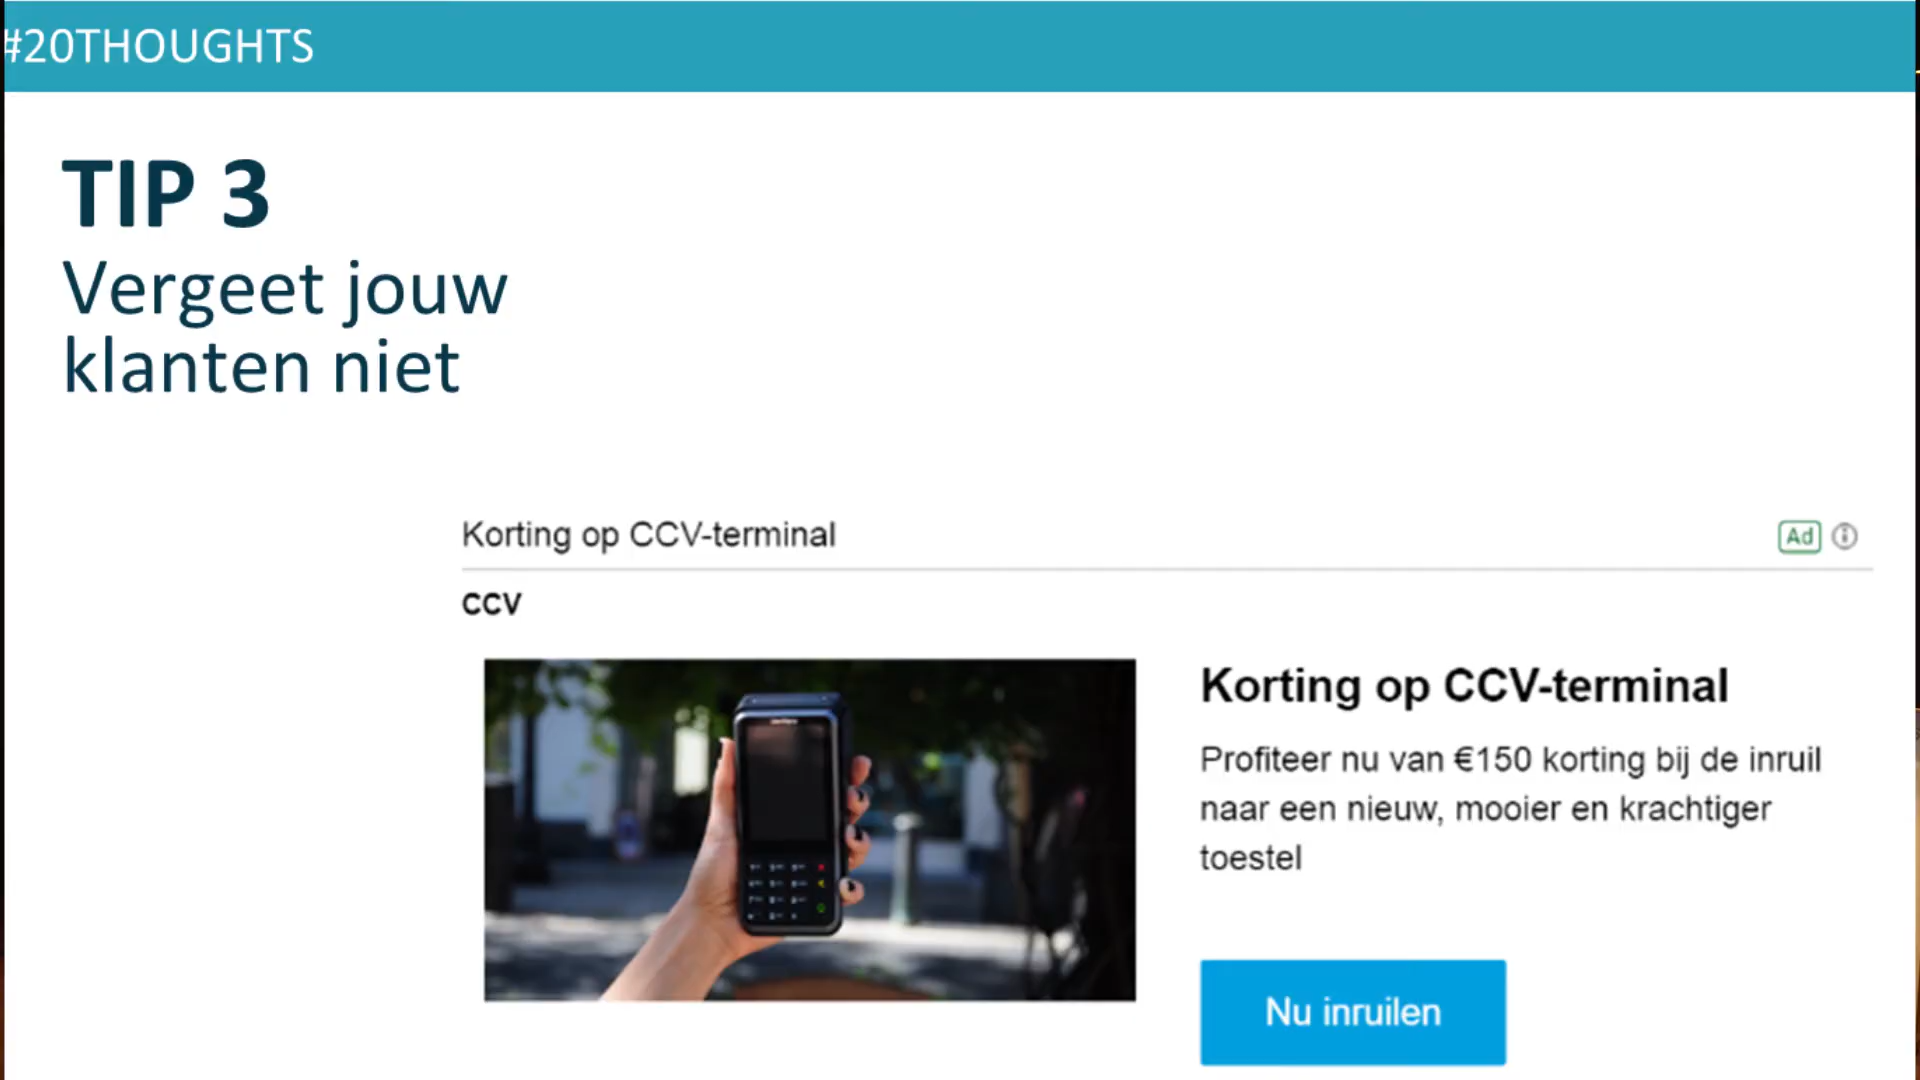 #20THOUGHTS
TIP 3
Vergeet jouw
klanten niet
Korting op CCV-terminal
Ad
CCV
Korting op CCV-terminal
Profiteer nu van €150 korting bij de inruil
naar een nieuw, mooier en krachtiger
toestel
Nu inruilen